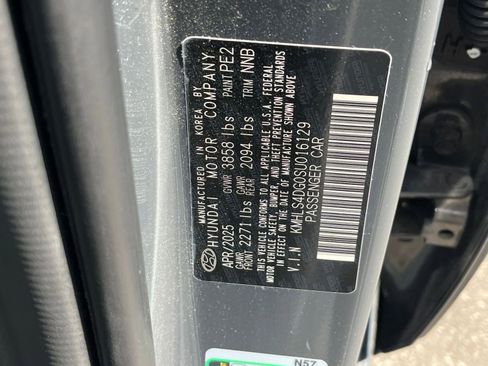 MANUFACTURED IN KOREA BY
HYUNDAI MOTOR COMPANY
APR/2025 GVWR 3858 lbs PAINT PE2
GAWR FRONT 2271 lbs GAWR REAR 2094 lbs TRIM NNB
THIS VEHICLE CONFORMS TO ALL APPLICABLE U.S.A. FEDERAL
MOTOR VEHICLE SAFETY, BUMPER, AND THEFT PREVENTION STANDARDS
IN EFFECT ON THE DATE OF MANUFACTURE SHOWN ABOVE
V.I.N KMHLS4DG0SU016129
PASSENGER CAR
N57